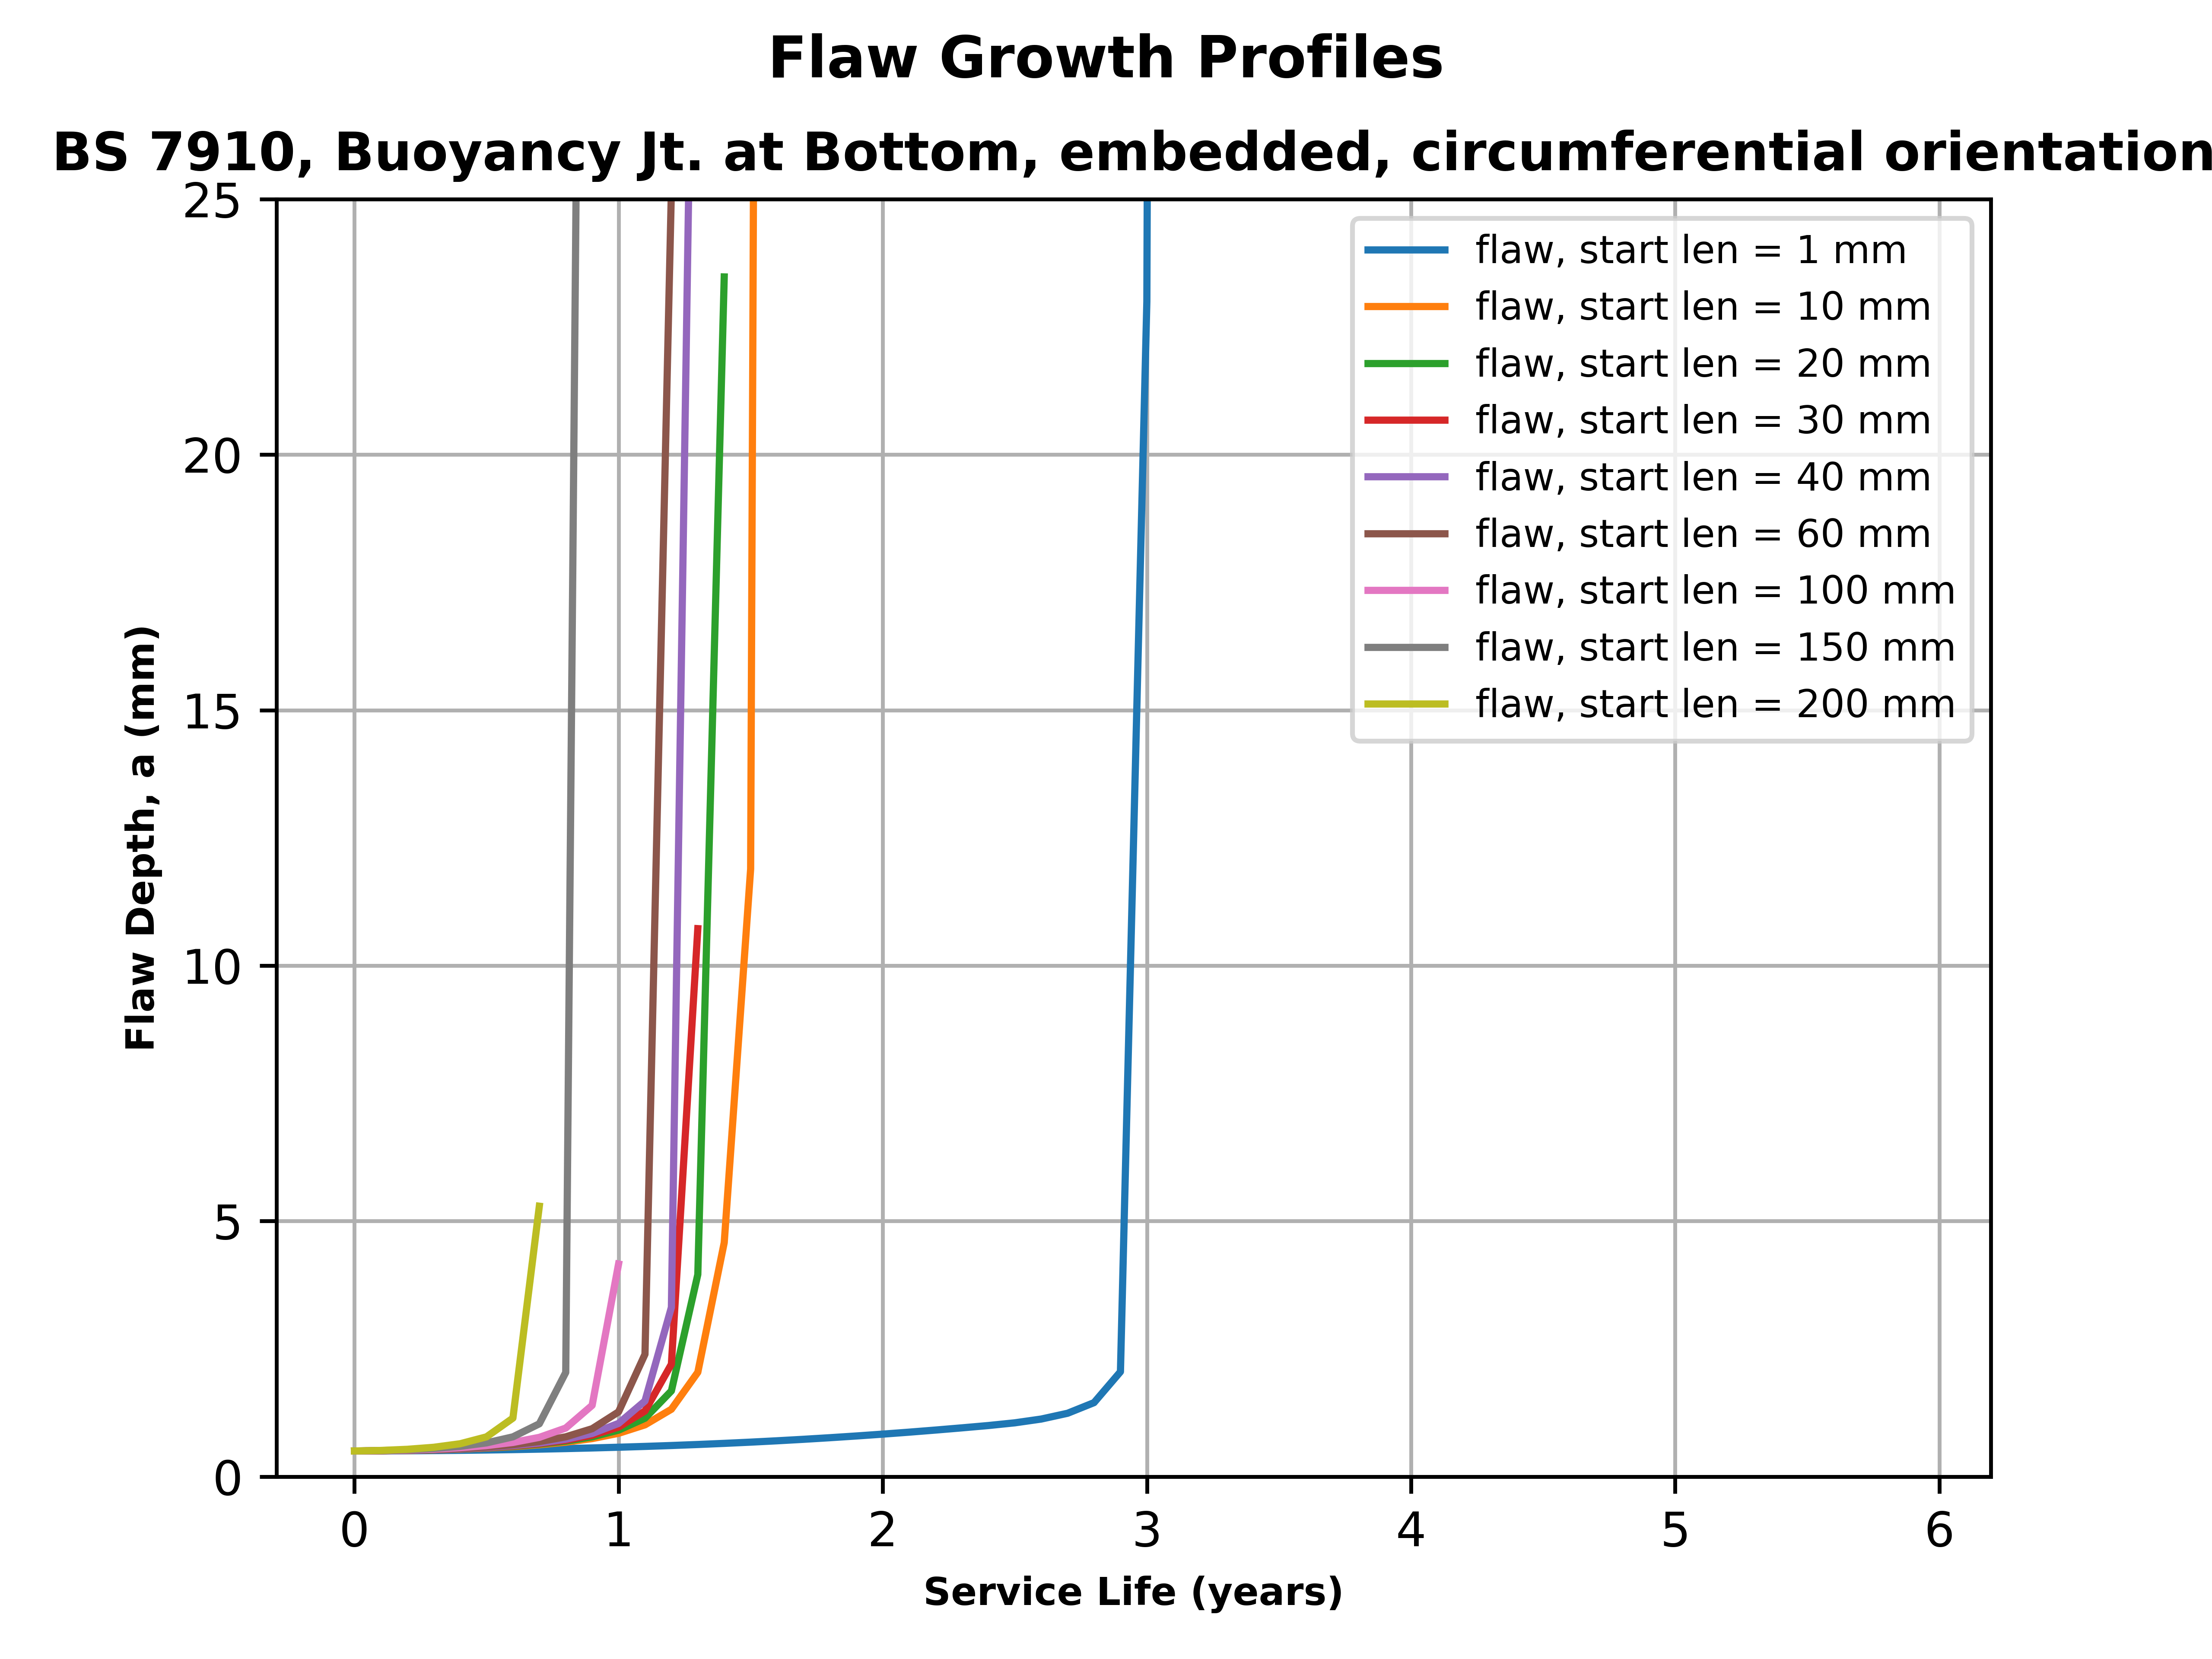 Flaw Growth Profiles
BS 7910, Buoyancy Jt. at Bottom, embedded, circumferential orientation
25
20
15
10
5
0
Flaw Depth, a (mm)
flaw, start len = 1 mm
flaw, start len = 10 mm
flaw, start len = 20 mm
flaw, start len = 30 mm
flaw, start len = 40 mm
flaw, start len = 60 mm
flaw, start len = 100 mm
flaw, start len = 150 mm
flaw, start len = 200 mm
0 1 2 3 4 5 6
Service Life (years)